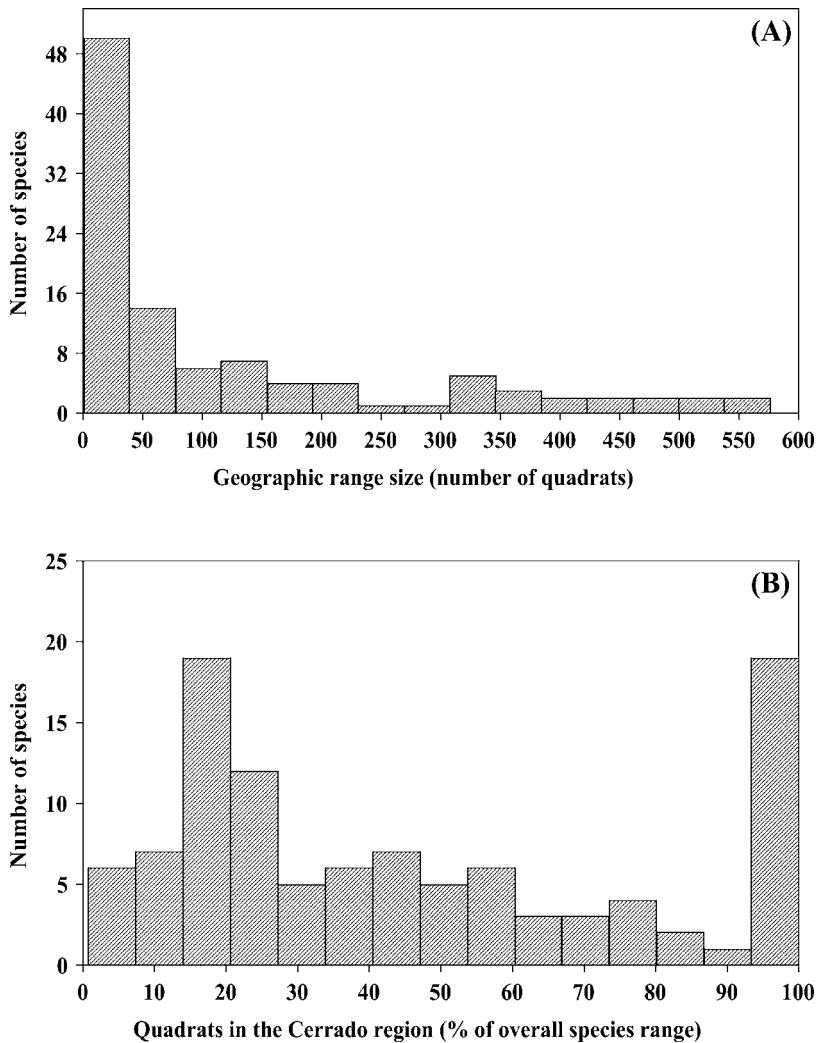 (A)
Number of species
48
40
32
24
16
8
0
0 50 100 150 200 250 300 350 400 450 500 550 600
Geographic range size (number of quadrats)
(B)
Number of species
25
20
15
10
5
0
0 10 20 30 40 50 60 70 80 90 100
Quadrats in the Cerrado region (% of overall species range)